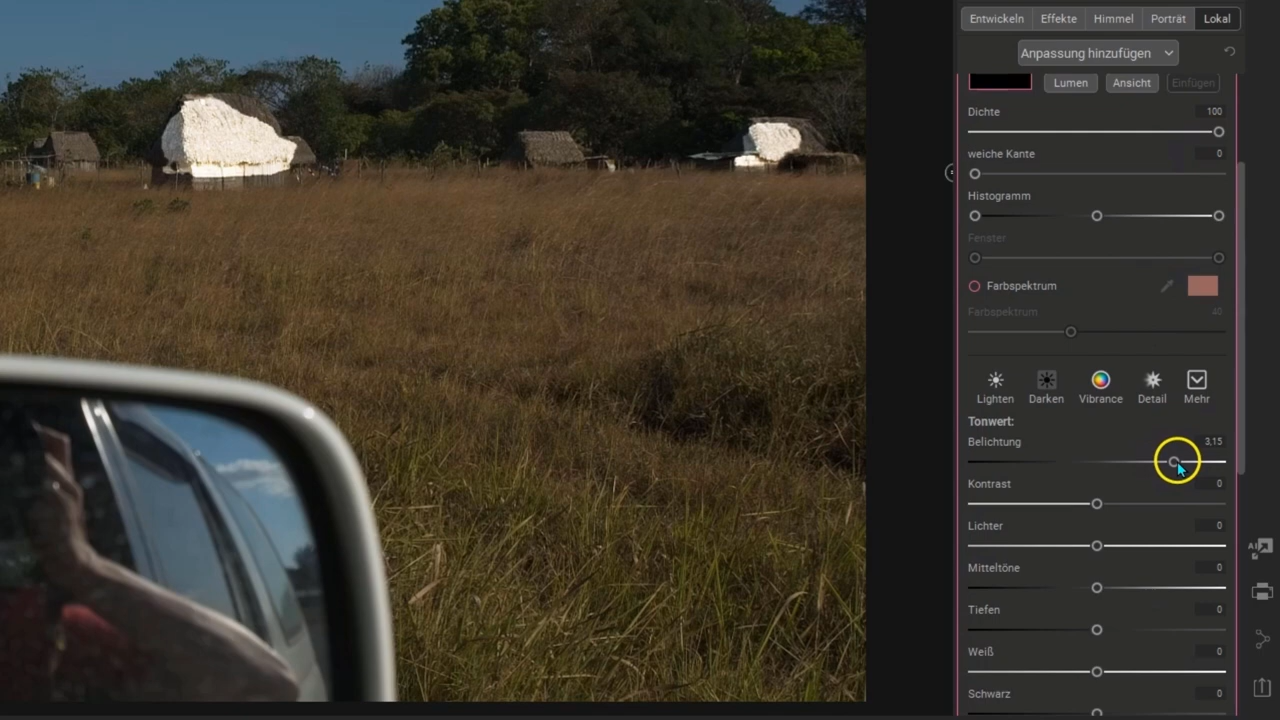 Entwickeln Effekte Himmel Porträt Lokal
Anpassung hinzufügen
Lumen Ansicht Einfügen
Dichte 100
weiche Kante 0
Histogramm
Fenster
Farbspektrum
Farbspektrum 40
Lighten Darken Vibrance Detail Mehr
Tonwert:
Belichtung 3,15
Kontrast 0
Lichter 0
Mitteltöne 0
Tiefen 0
Weiß 0
Schwarz 0
AI